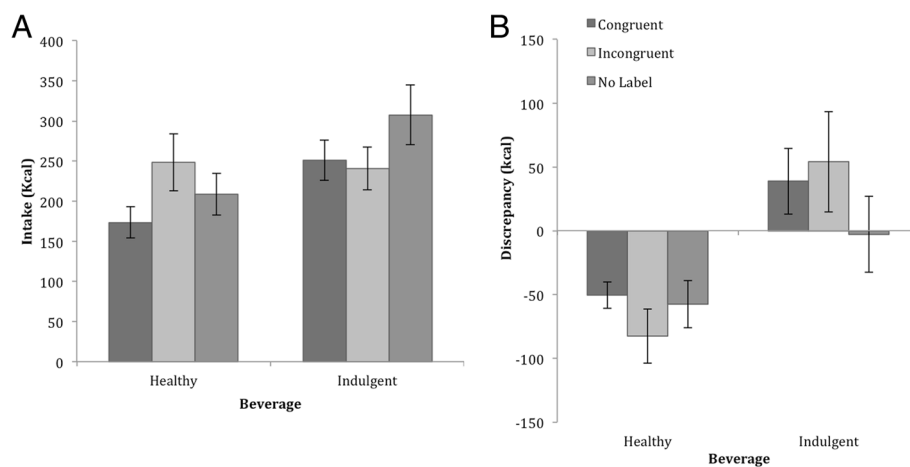 A
400
350
300
250
200
150
100
50
0
Intake (Kcal)
Healthy
Indulgent
Beverage
B
Congruent
Incongruent
No Label
150
100
50
0
-50
-100
-150
Discrepancy (kcal)
Healthy
Indulgent
Beverage